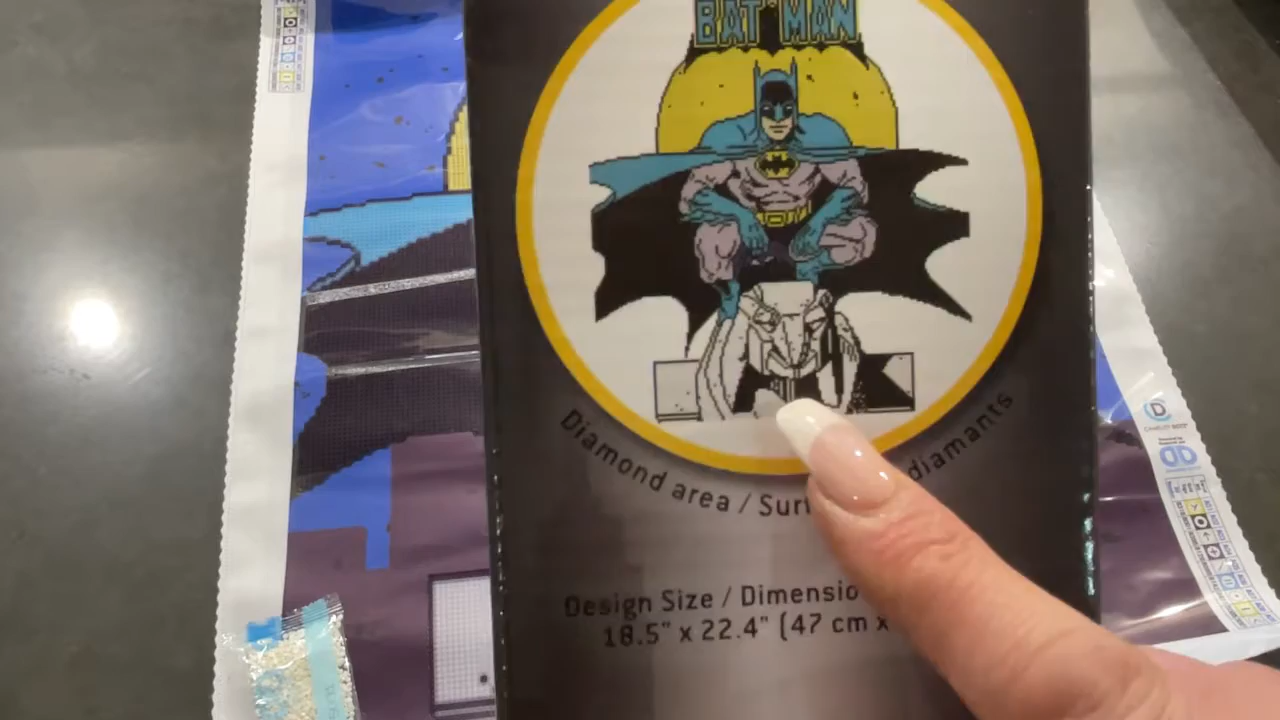 BATMAN
Diamond area / Sur
diamants
Design Size / Dimensio
18.5" x 22.4" (47 cm x
D